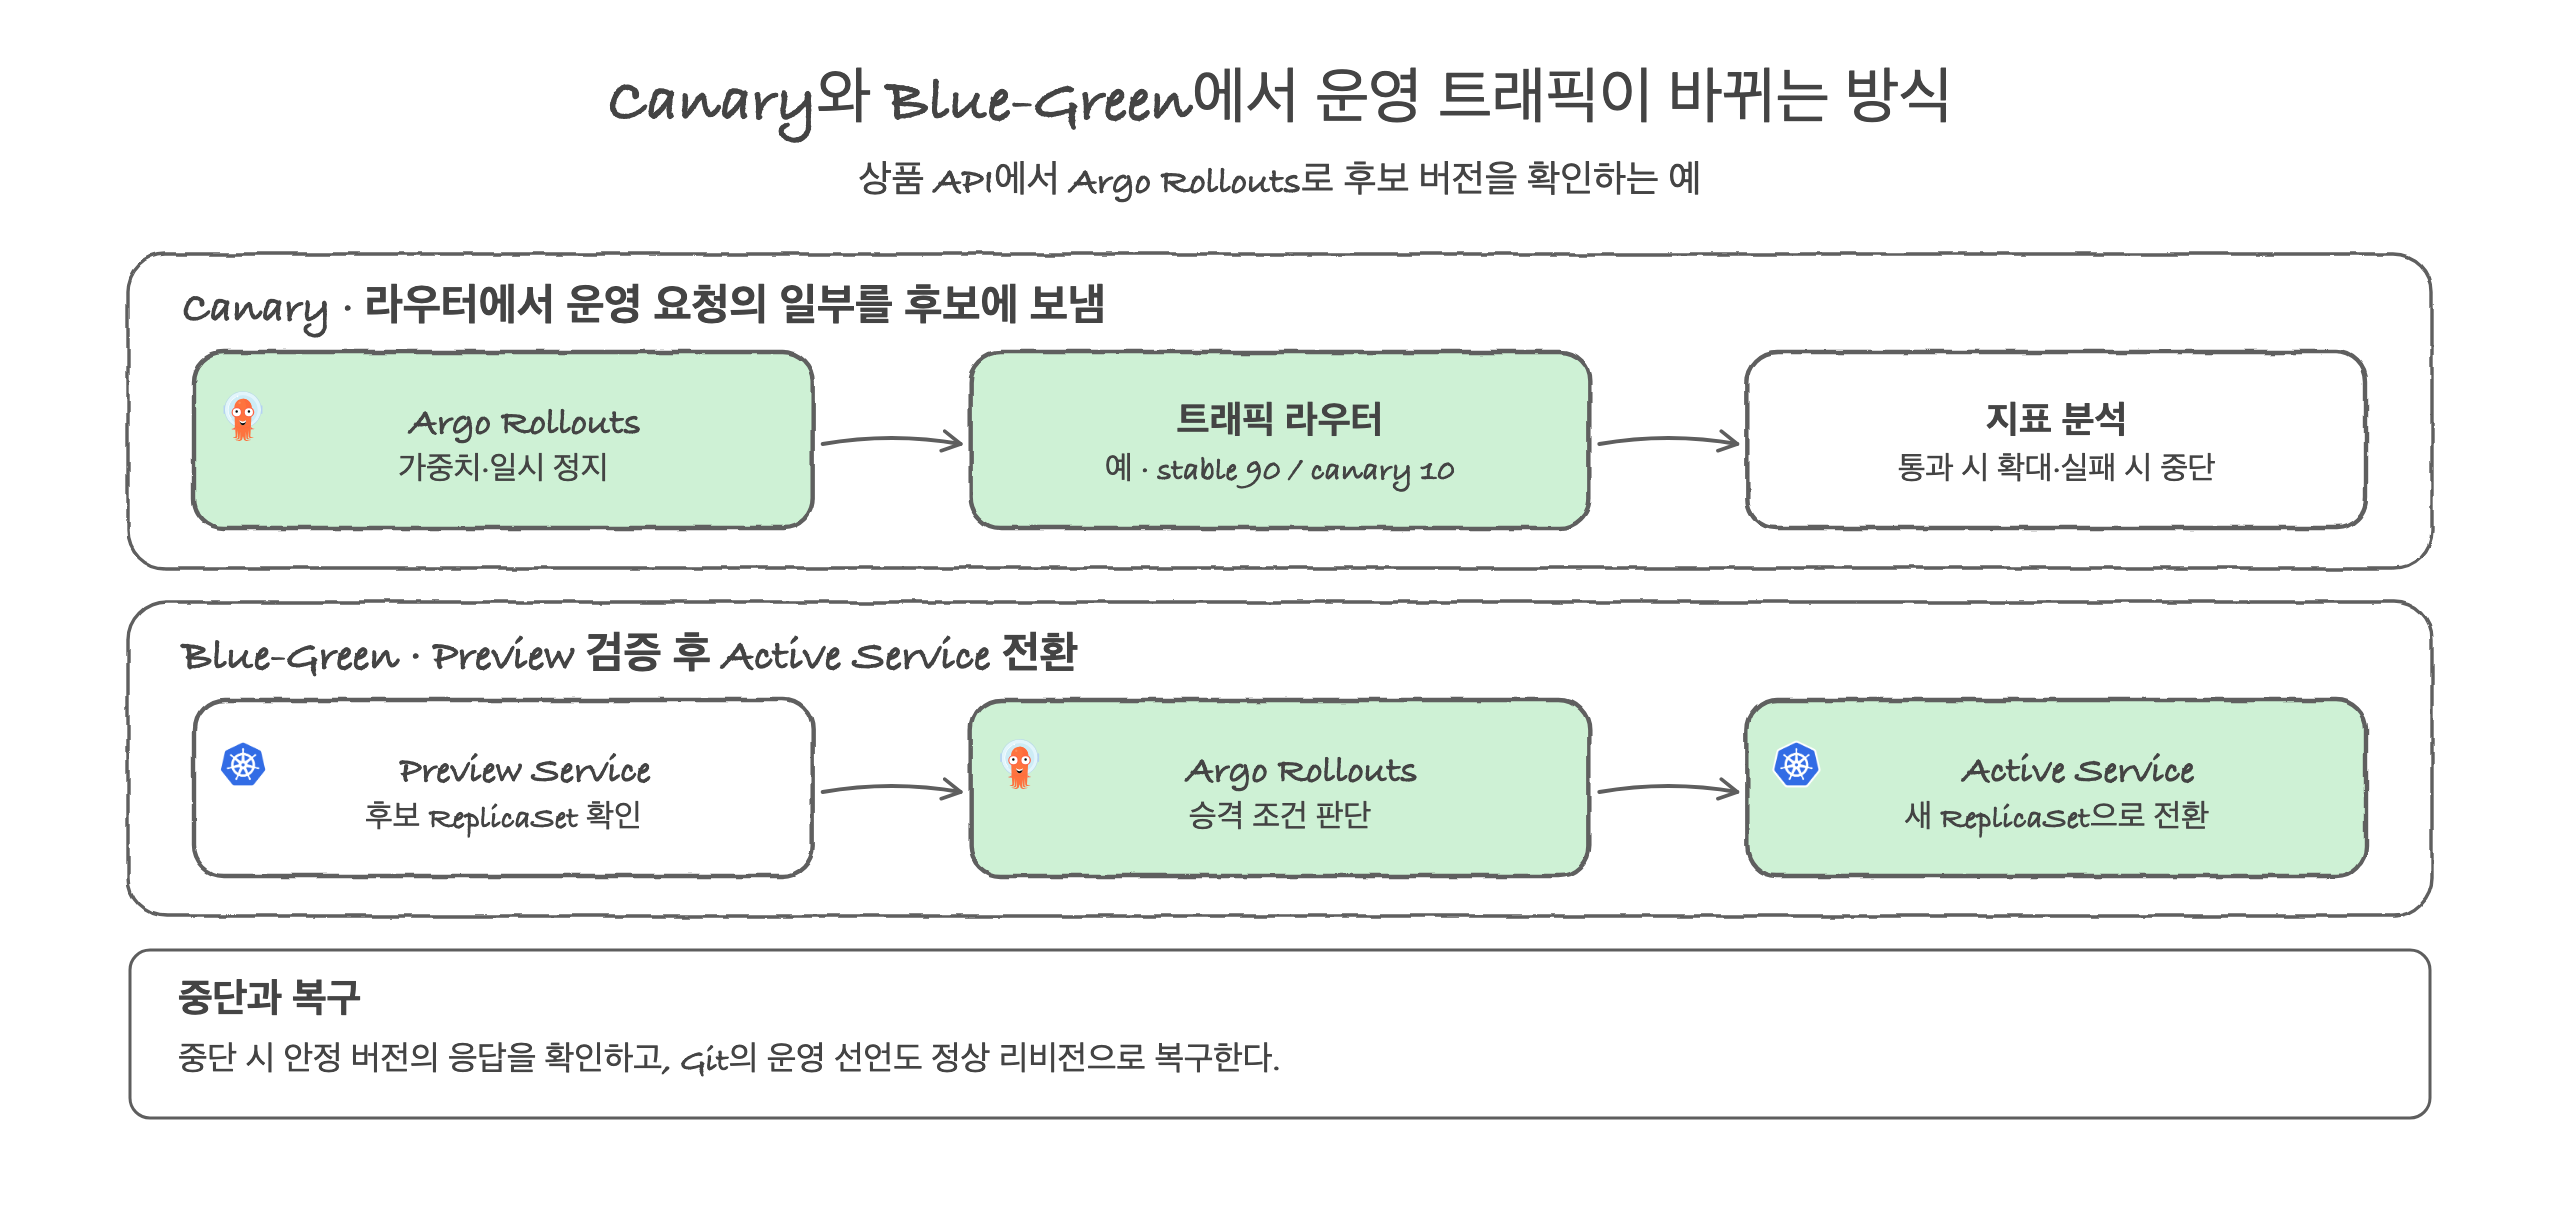 Canary와 Blue-Green에서 운영 트래픽이 바뀌는 방식
상품 API에서 Argo Rollouts로 후보 버전을 확인하는 예
Canary · 라우터에서 운영 요청의 일부를 후보에 보냄
Argo Rollouts
가중치·일시 정지
트래픽 라우터
예 · stable 90 / canary 10
지표 분석
통과 시 확대·실패 시 중단
Blue-Green · Preview 검증 후 Active Service 전환
Preview Service
후보 ReplicaSet 확인
Argo Rollouts
승격 조건 판단
Active Service
새 ReplicaSet으로 전환
중단과 복구
중단 시 안정 버전의 응답을 확인하고, Git의 운영 선언도 정상 리비전으로 복구한다.